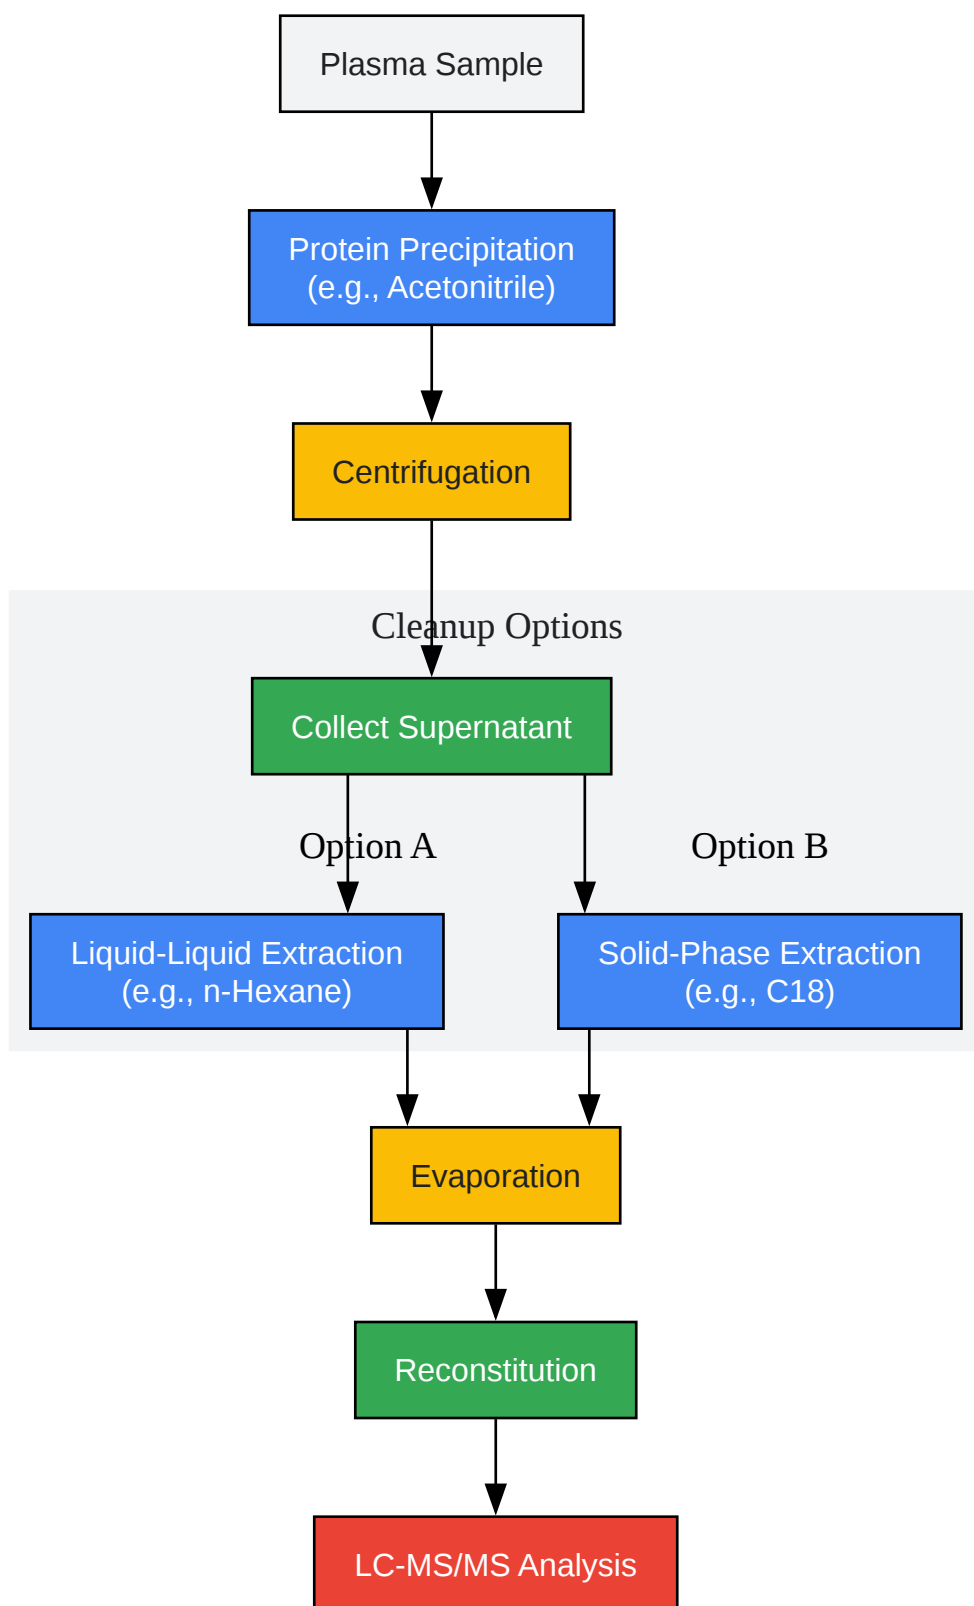 Plasma Sample
Protein Precipitation
(e.g., Acetonitrile)
Centrifugation
Cleanup Options
Collect Supernatant
Option A
Option B
Liquid-Liquid Extraction
(e.g., n-Hexane)
Solid-Phase Extraction
(e.g., C18)
Evaporation
Reconstitution
LC-MS/MS Analysis